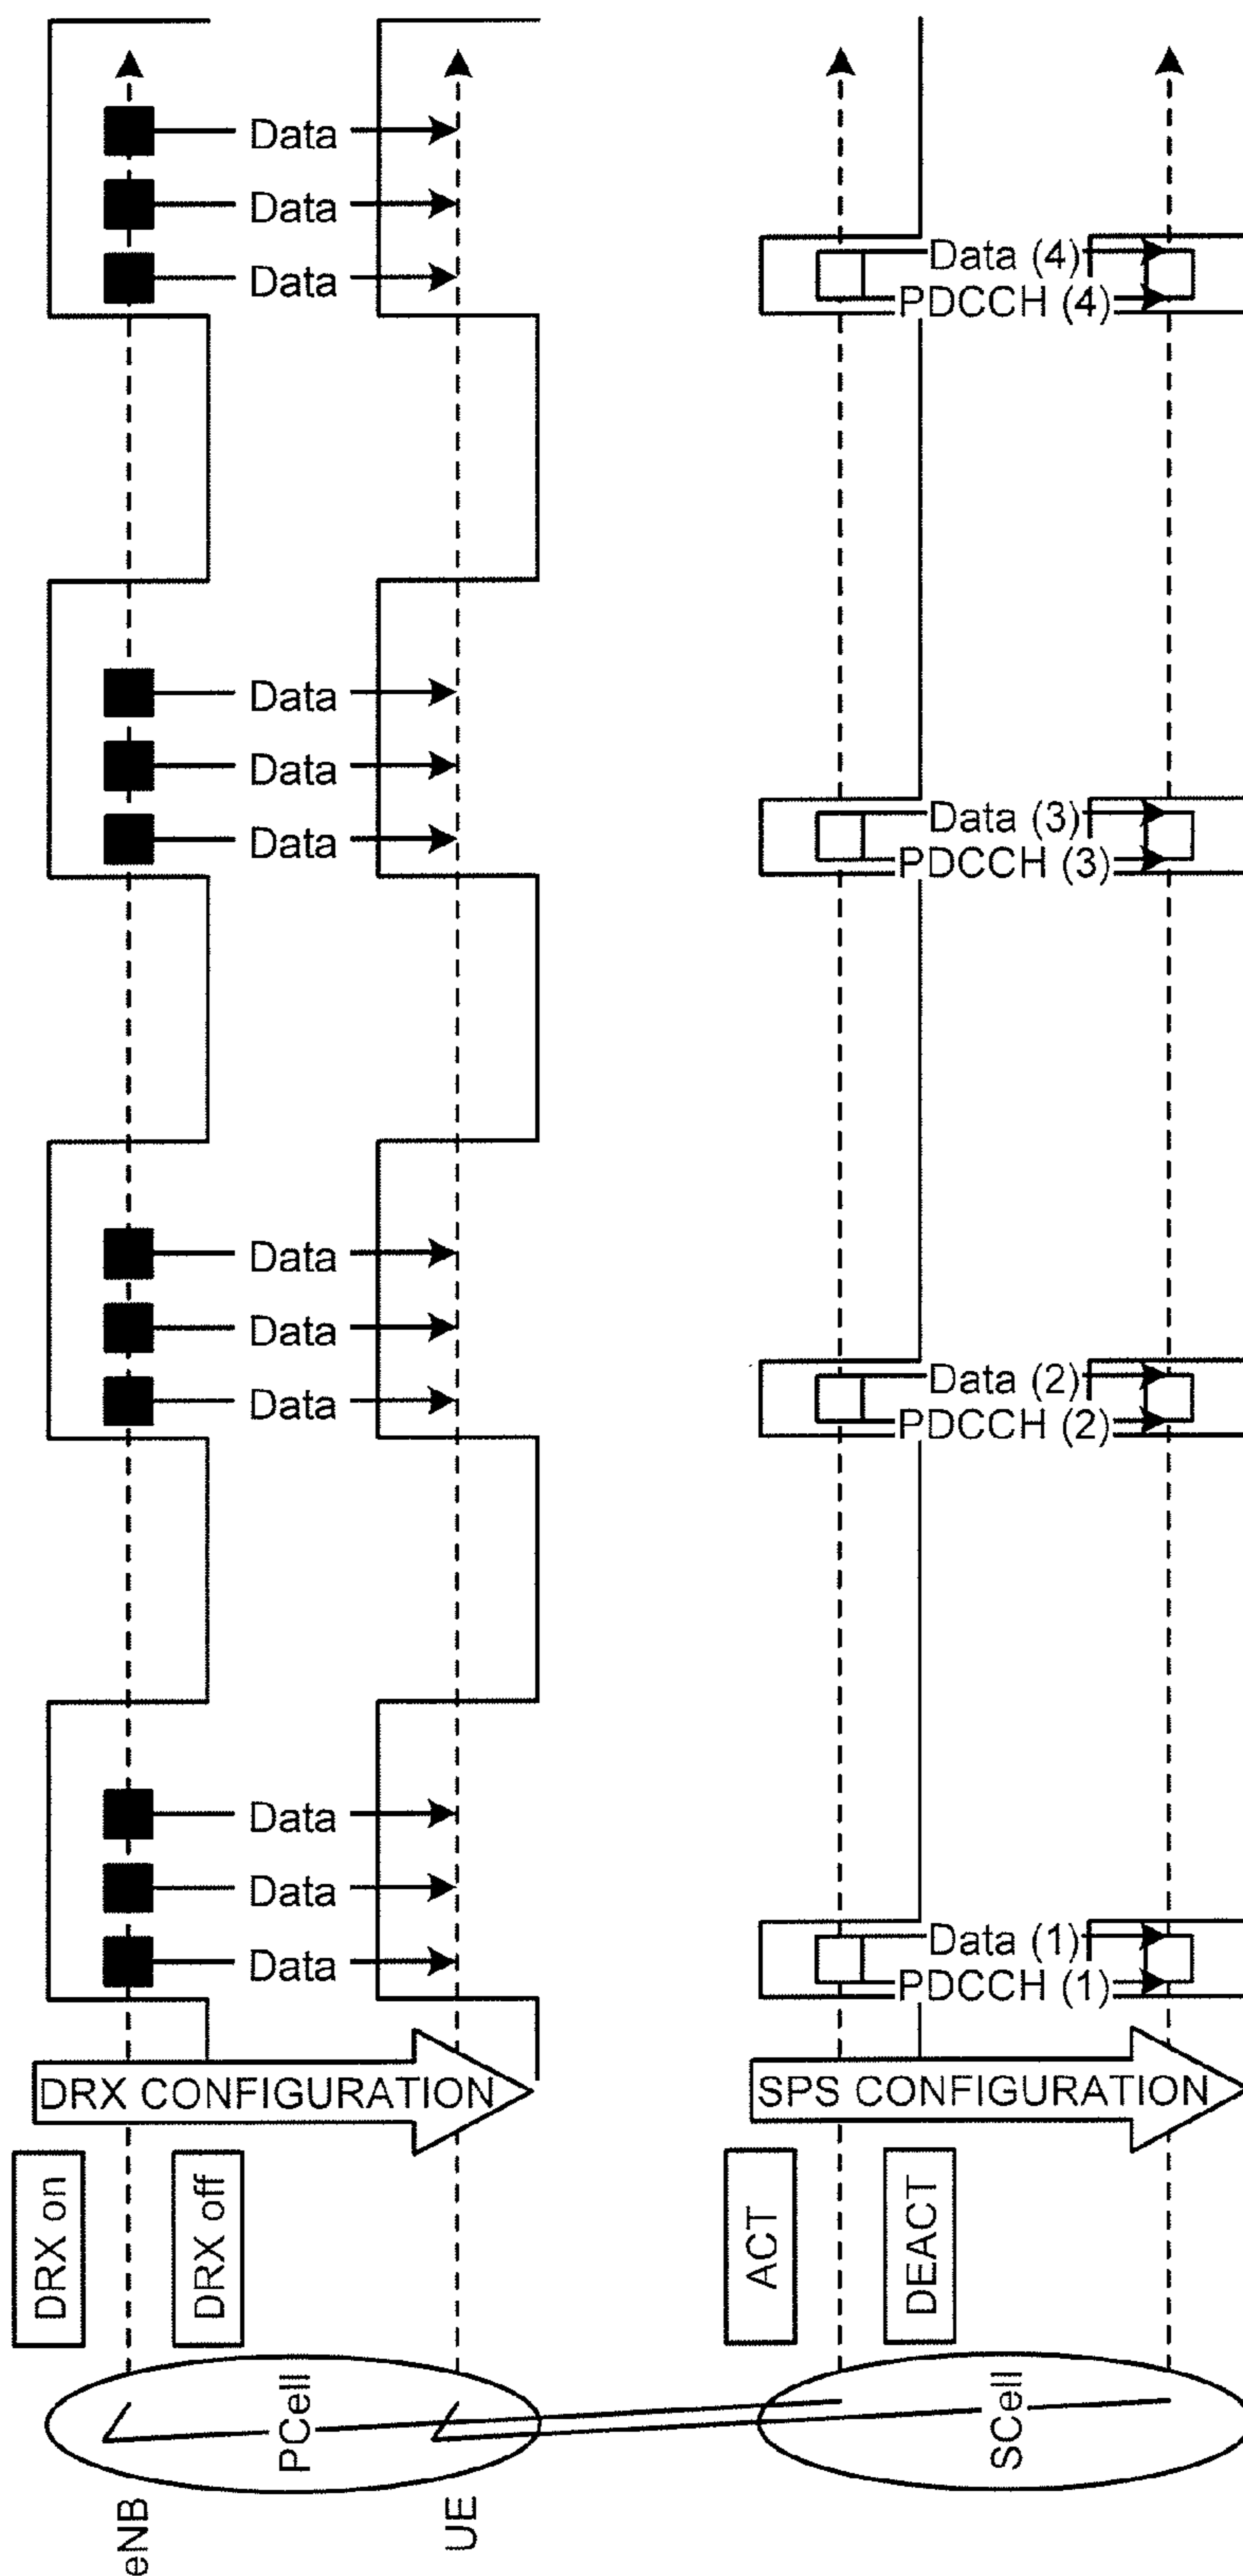 Data
Data
Data
Data (4)
PDCCH (4)
Data
Data
Data
Data (3)
PDCCH (3)
Data
Data
Data
Data (2)
PDCCH (2)
Data
Data
Data
Data (1)
PDCCH (1)
DRX CONFIGURATION
SPS CONFIGURATION
DRX on
DRX off
ACT
DEACT
PCell
SCell
eNB
UE